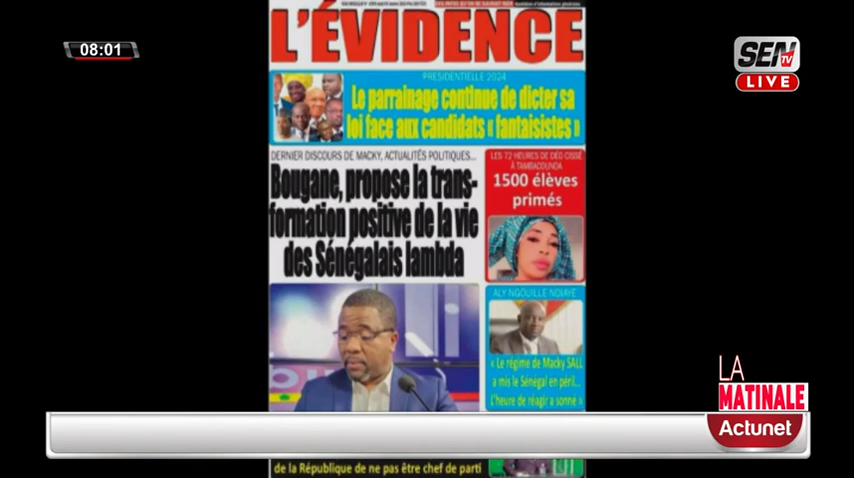 08:01
SEN TV
LIVE
L'ÉVIDENCE
PRESIDENTIELLE 2024
Le parrainage continue de dicter sa
loi face aux candidats « fantaisistes »
DERNIER DISCOURS DE MACKY, ACTUALITÉS POLITIQUES...
Bougane, propose la trans-
formation positive de la vie
des Sénégalais lambda
LES 72 HEURES DE DÉO CISSÉ
À TAMBACOUNDA
1500 élèves
primés
ALY NGOUILLE NDIAYE
« Le régime de Macky SALL
a mis le Sénégal en péril...
L'heure de réagir a sonné »
LA
MATINALE
Actunet
de la République de ne pas être chef de parti